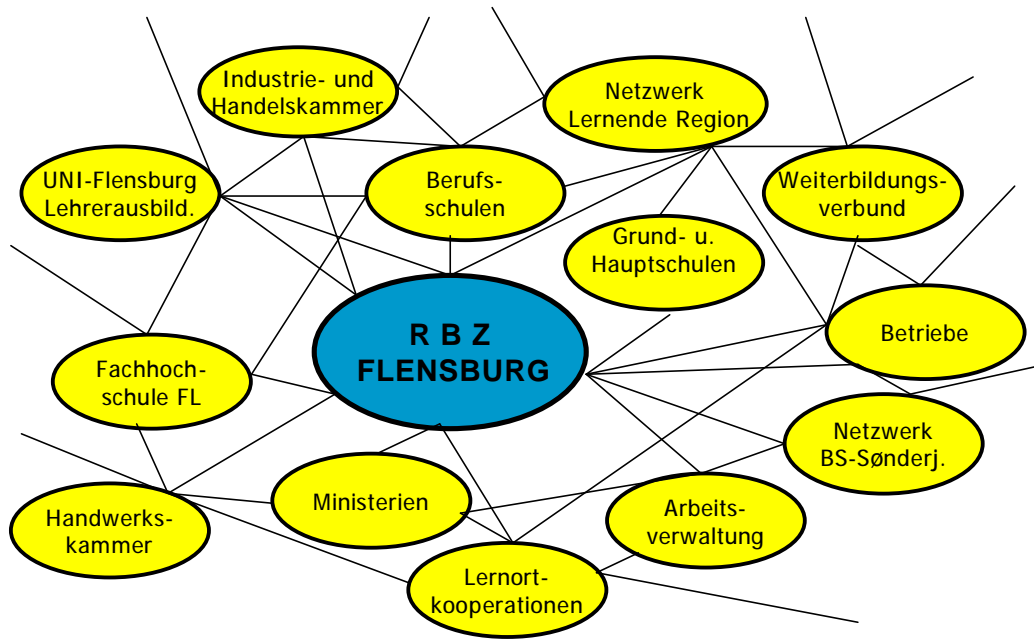 Industrie- und
Handelskammer
Netzwerk
Lernende Region
UNI-Flensburg
Lehrerausbild.
Berufs-
schulen
Weiterbildungs-
verbund
Grund- u.
Hauptschulen
R B Z
FLENSBURG
Betriebe
Fachhoch-
schule FL
Netzwerk
BS-Sønderj.
Ministerien
Arbeits-
verwaltung
Handwerks-
kammer
Lernort-
kooperationen